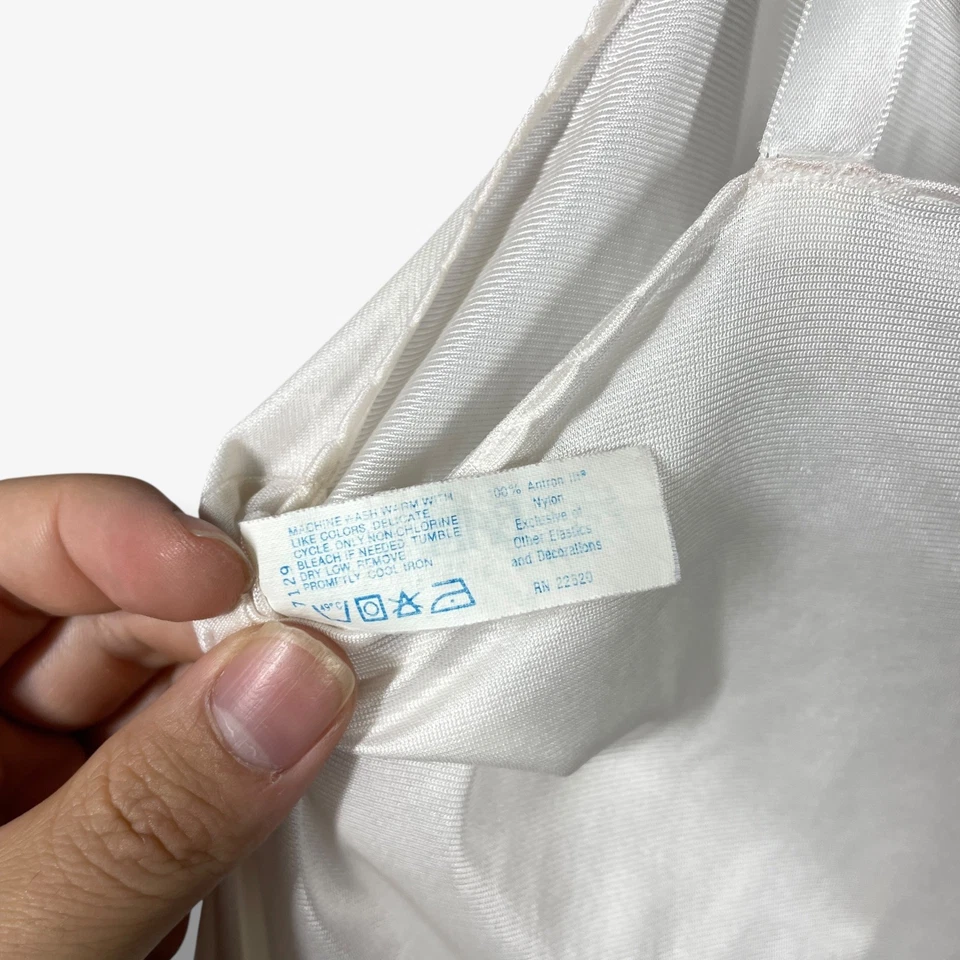 MACHINE WASH WARM WITH
LIKE COLORS, DELICATE
CYCLE. ONLY NON-CHLORINE
BLEACH IF NEEDED. TUMBLE
DRY LOW, REMOVE
PROMPTLY. COOL IRON
7129
100% Antron III®
Nylon
Exclusive of
Other Elastics
and Decorations
RN 22320